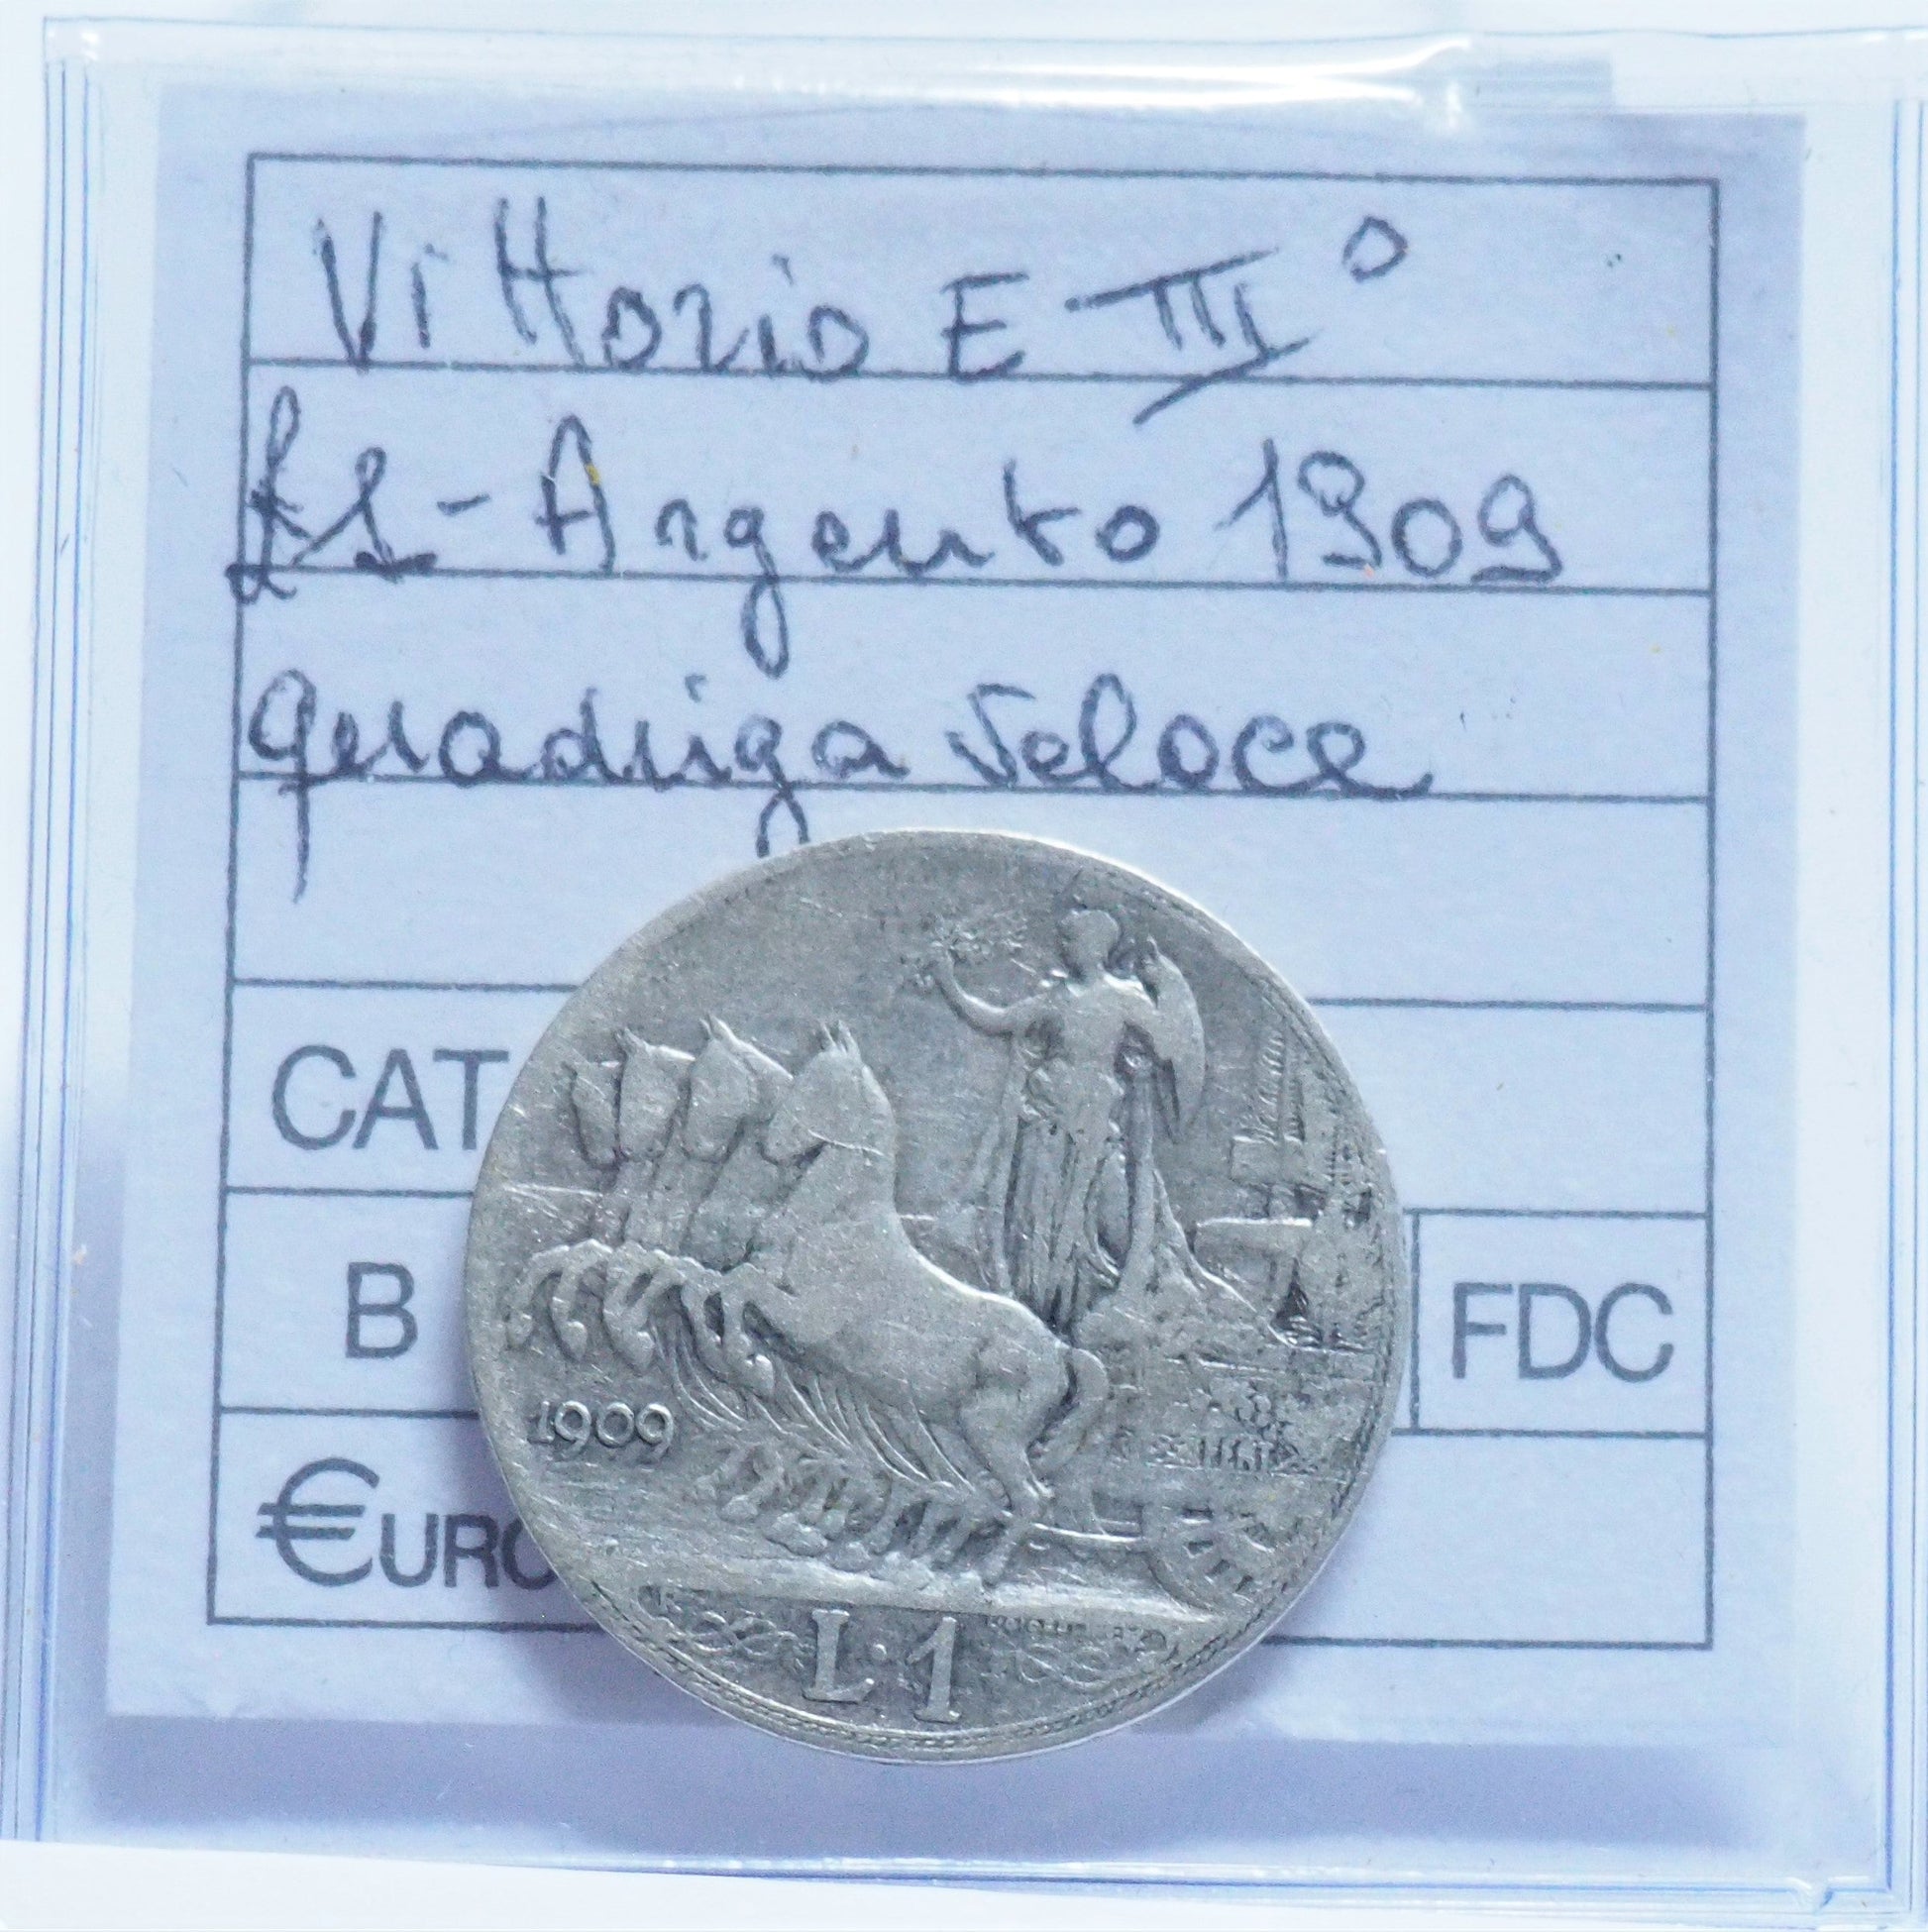 Vittorio E III°
£1 - Argento 1909
quadriga veloce
CAT
B
FDC
€URO
1909
L·1